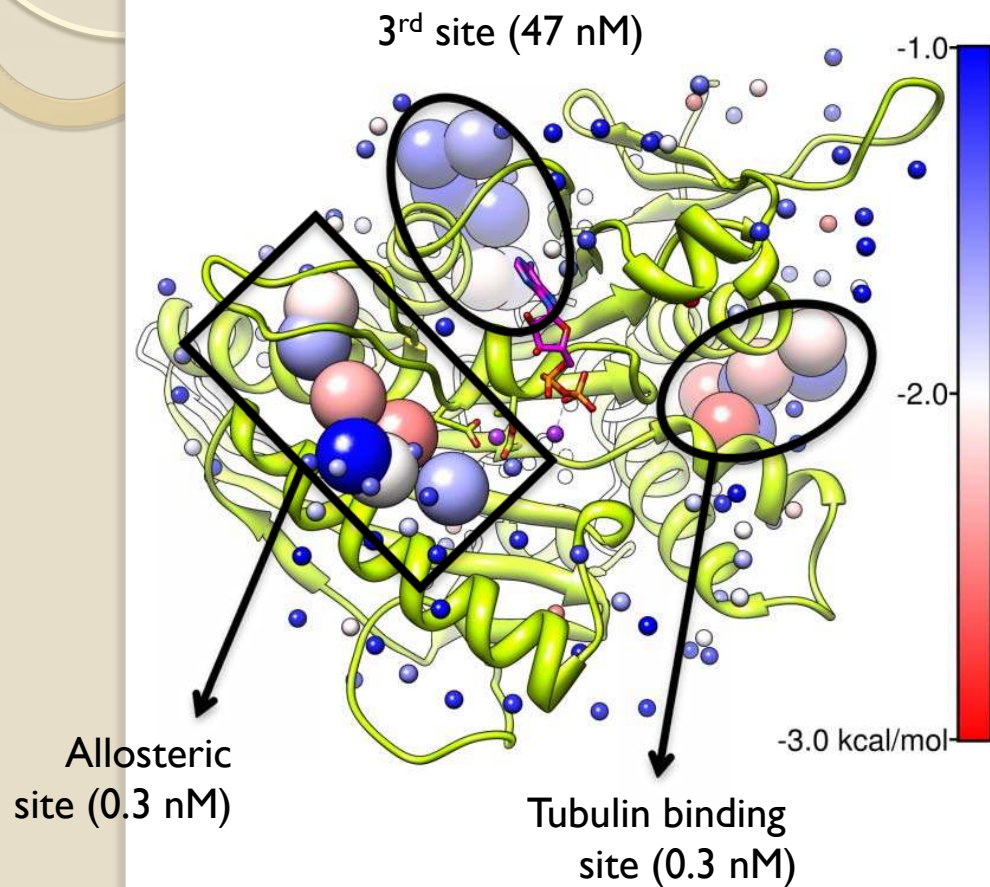 3rd site (47 nM)
-1.0
-2.0
-3.0 kcal/mol
Allosteric
site (0.3 nM)
Tubulin binding
site (0.3 nM)